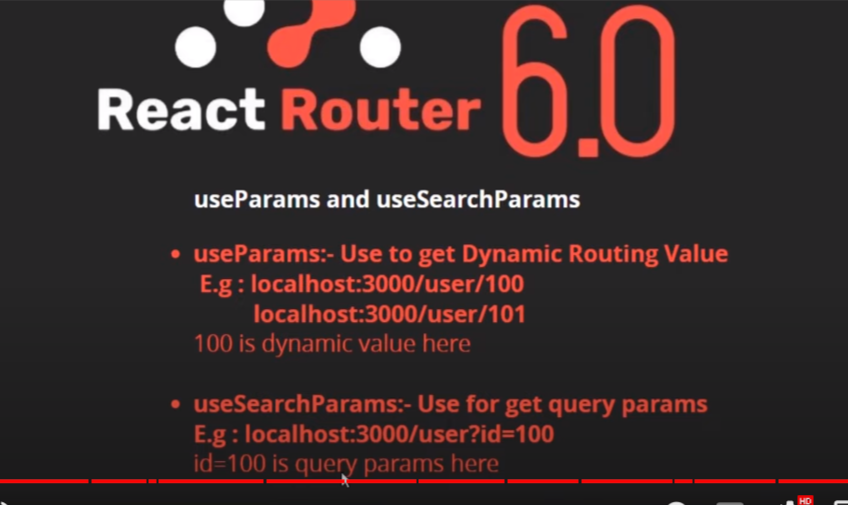 React Router 6.0
useParams and useSearchParams
• useParams:- Use to get Dynamic Routing Value
E.g : localhost:3000/user/100
localhost:3000/user/101
100 is dynamic value here
• useSearchParams:- Use for get query params
E.g : localhost:3000/user?id=100
id=100 is query params here
HD